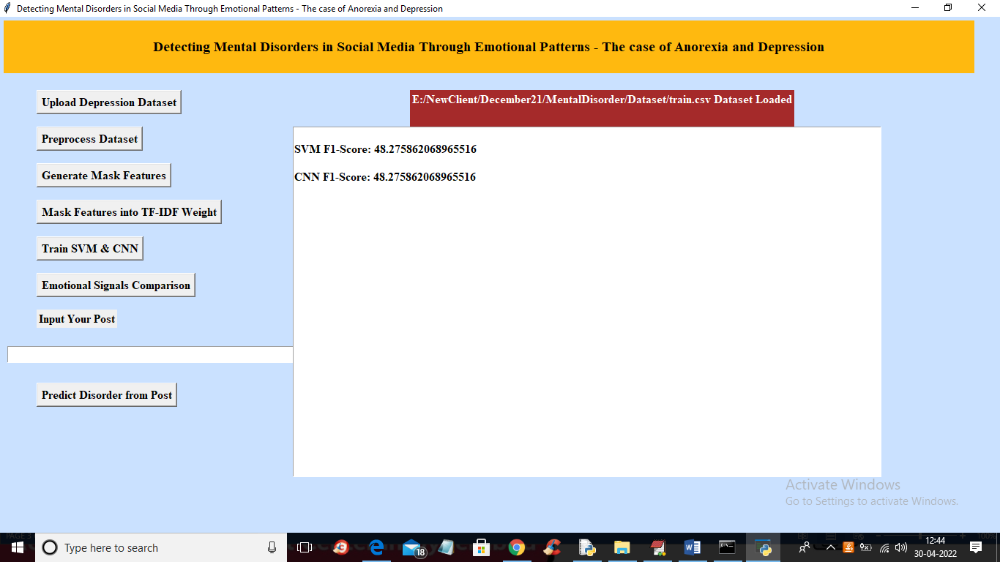 Detecting Mental Disorders in Social Media Through Emotional Patterns - The case of Anorexia and Depression
Detecting Mental Disorders in Social Media Through Emotional Patterns - The case of Anorexia and Depression
Upload Depression Dataset
E:/NewClient/December21/MentalDisorder/Dataset/train.csv Dataset Loaded
Preprocess Dataset
SVM F1-Score: 48.275862068965516
Generate Mask Features
CNN F1-Score: 48.275862068965516
Mask Features into TF-IDF Weight
Train SVM & CNN
Emotional Signals Comparison
Input Your Post
Predict Disorder from Post
Activate Windows
Go to Settings to activate Windows.
Type here to search
18
12:44
30-04-2022
100%